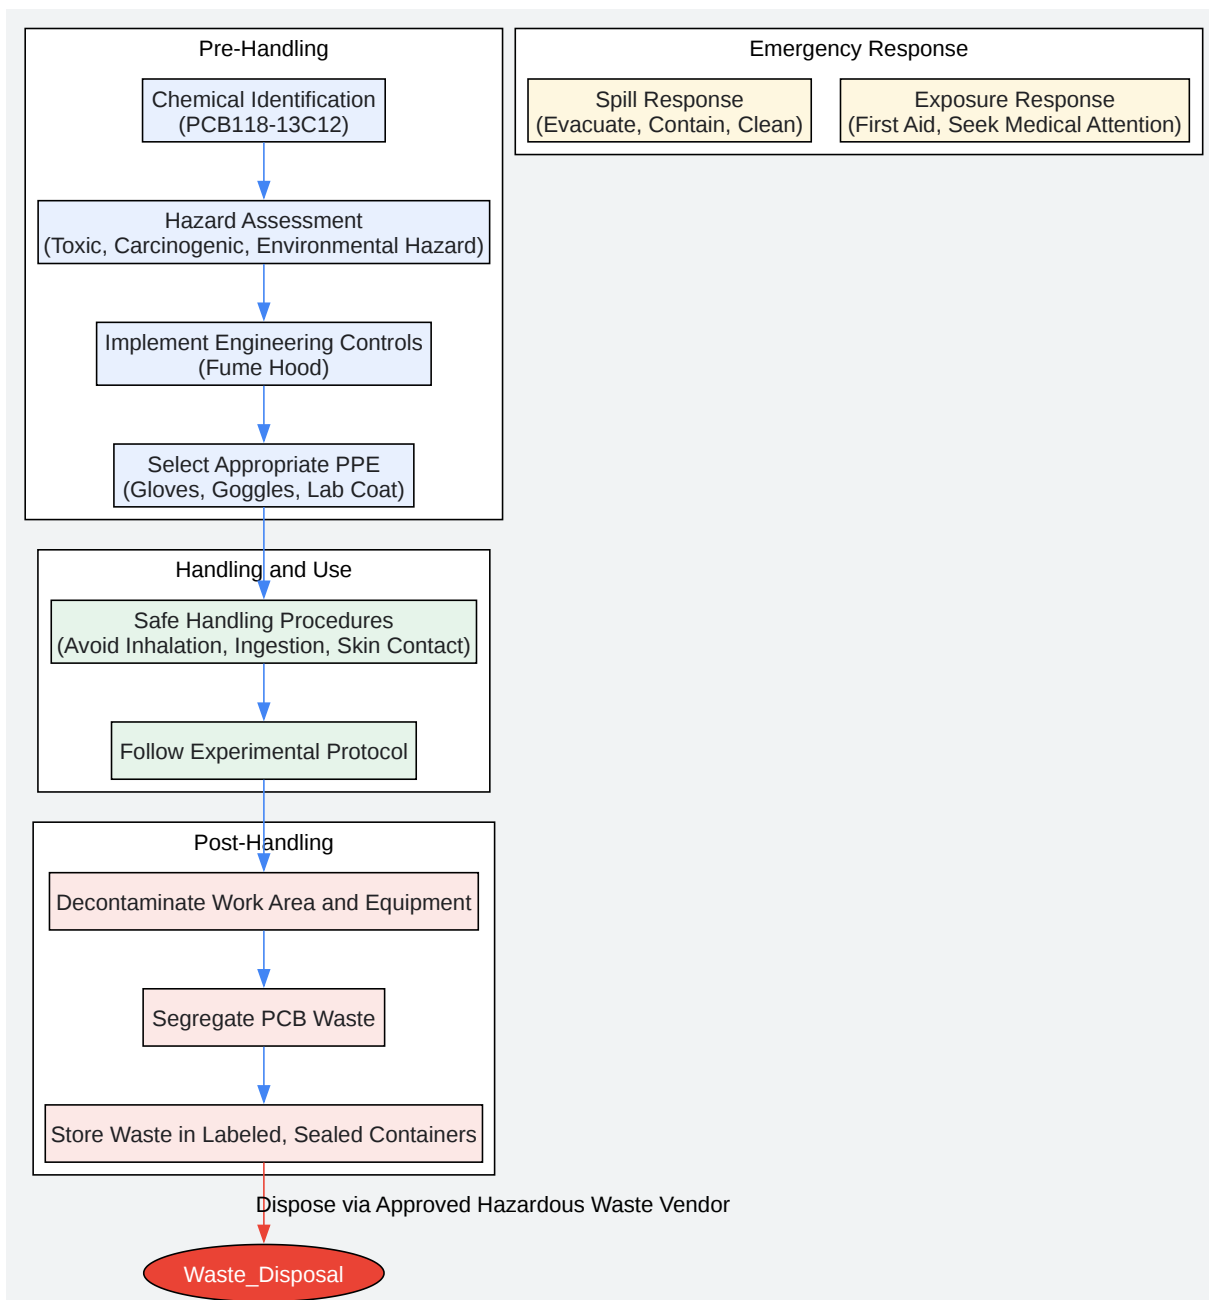 Pre-Handling
Chemical Identification
(PCB118-13C12)
Hazard Assessment
(Toxic, Carcinogenic, Environmental Hazard)
Implement Engineering Controls
(Fume Hood)
Select Appropriate PPE
(Gloves, Goggles, Lab Coat)
Handling and Use
Safe Handling Procedures
(Avoid Inhalation, Ingestion, Skin Contact)
Follow Experimental Protocol
Post-Handling
Decontaminate Work Area and Equipment
Segregate PCB Waste
Store Waste in Labeled, Sealed Containers
Dispose via Approved Hazardous Waste Vendor
Waste_Disposal
Emergency Response
Spill Response
(Evacuate, Contain, Clean)
Exposure Response
(First Aid, Seek Medical Attention)